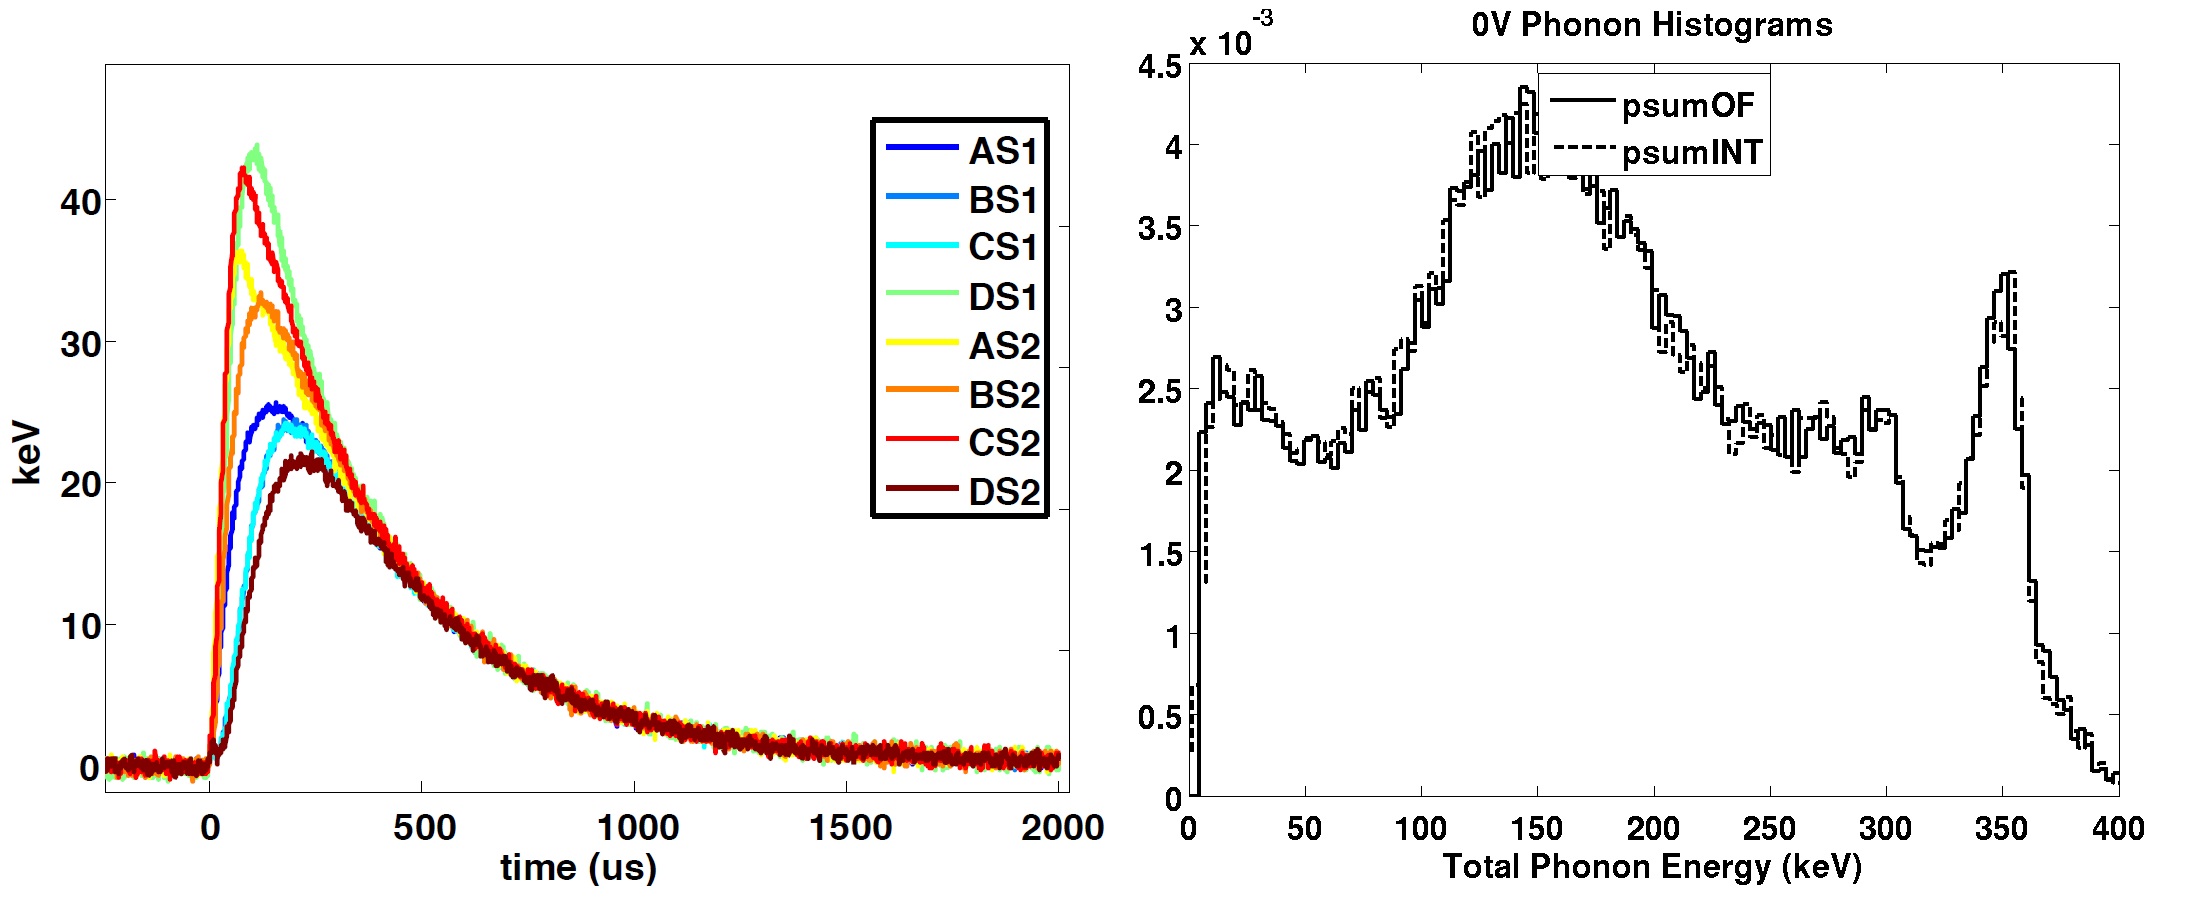 keV
40
30
20
10
0
0 500 1000 1500 2000
time (us)
AS1
BS1
CS1
DS1
AS2
BS2
CS2
DS2
0V Phonon Histograms
x 10^-3
4.5
4
3.5
3
2.5
2
1.5
1
0.5
0
psumOF
psumINT
0 50 100 150 200 250 300 350 400
Total Phonon Energy (keV)